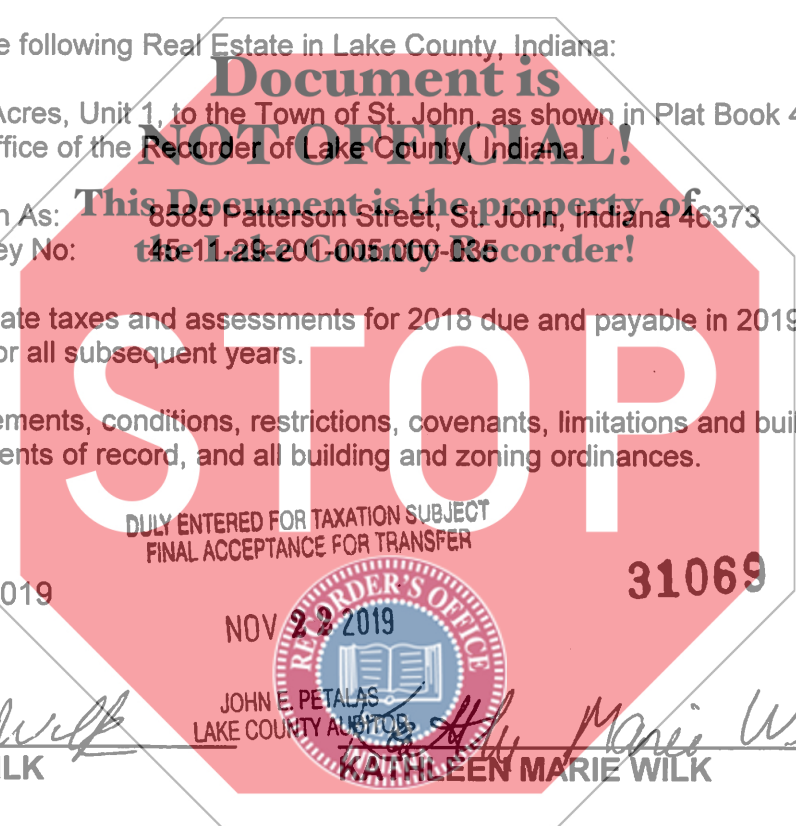 e following Real Estate in Lake County, Indiana:
Document is
Acres, Unit 1, to the Town of St. John, as shown in Plat Book 4
ffice of the Recorder of Lake County, Indiana.
NOT OFFICIAL!
This Document is the property of
n As: 8585 Patterson Street, St. John, Indiana 46373
the Lake County Recorder!
ey No: 45-11-29-201-005.000-035
ate taxes and assessments for 2018 due and payable in 2019
or all subsequent years.
STOP
ements, conditions, restrictions, covenants, limitations and buil
ents of record, and all building and zoning ordinances.
DULY ENTERED FOR TAXATION SUBJECT
FINAL ACCEPTANCE FOR TRANSFER
31069
019
NOV 22 2019
RECORDER'S OFFICE
JOHN E. PETALAS
LAKE COUNTY AUDITOR
Wilk
Marie W
ILK
KATHLEEN MARIE WILK